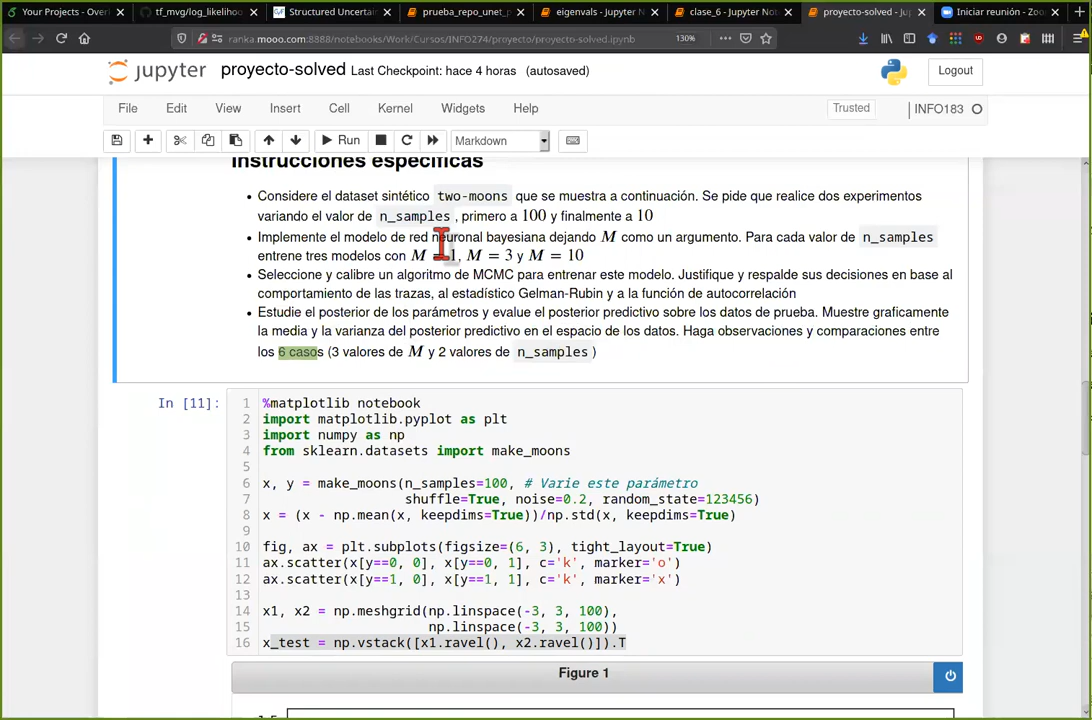 Your Projects - Overl
tf_mvg/log_likelihoo
Structured Uncertain
prueba_repo_unet_p
eigenvals - Jupyter N
clase_6 - Jupyter Note
proyecto-solved - Ju
Iniciar reunión - Zoo
ranka.mooo.com:8888/notebooks/Work/Cursos/INFO274/proyecto/proyecto-solved.ipynb
130%
jupyter proyecto-solved Last Checkpoint: hace 4 horas (autosaved)
Logout
File Edit View Insert Cell Kernel Widgets Help
Trusted
INFO183
Run
Markdown
Instrucciones específicas
• Considere el dataset sintético two-moons que se muestra a continuación. Se pide que realice dos experimentos
variando el valor de n_samples, primero a 100 y finalmente a 10
• Implemente el modelo de red neuronal bayesiana dejando M como un argumento. Para cada valor de n_samples
entrene tres modelos con M = 1, M = 3 y M = 10
• Seleccione y calibre un algoritmo de MCMC para entrenar este modelo. Justifique y respalde sus decisiones en base al
comportamiento de las trazas, al estadístico Gelman-Rubin y a la función de autocorrelación
• Estudie el posterior de los parámetros y evalue el posterior predictivo sobre los datos de prueba. Muestre graficamente
la media y la varianza del posterior predictivo en el espacio de los datos. Haga observaciones y comparaciones entre
los 6 casos (3 valores de M y 2 valores de n_samples)
In [11]:
1 %matplotlib notebook
2 import matplotlib.pyplot as plt
3 import numpy as np
4 from sklearn.datasets import make_moons
5
6 x, y = make_moons(n_samples=100, # Varie este parámetro
7 shuffle=True, noise=0.2, random_state=123456)
8 x = (x - np.mean(x, keepdims=True))/np.std(x, keepdims=True)
9
10 fig, ax = plt.subplots(figsize=(6, 3), tight_layout=True)
11 ax.scatter(x[y==0, 0], x[y==0, 1], c='k', marker='o')
12 ax.scatter(x[y==1, 0], x[y==1, 1], c='k', marker='x')
13
14 x1, x2 = np.meshgrid(np.linspace(-3, 3, 100),
15 np.linspace(-3, 3, 100))
16 x_test = np.vstack([x1.ravel(), x2.ravel()]).T
Figure 1